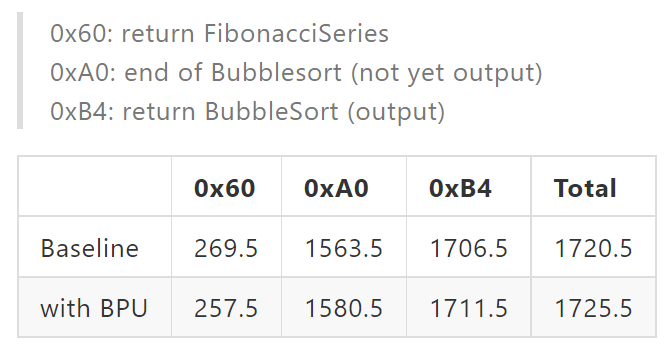 0x60: return FibonacciSeries
0xA0: end of Bubblesort (not yet output)
0xB4: return BubbleSort (output)
0x60 0xA0 0xB4 Total
Baseline 269.5 1563.5 1706.5 1720.5
with BPU 257.5 1580.5 1711.5 1725.5